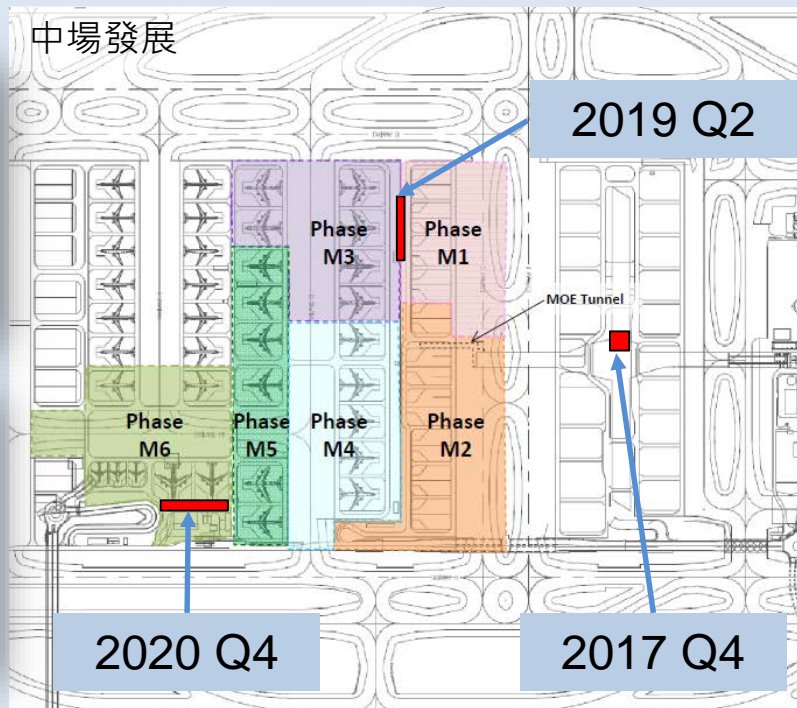 中場發展
2019 Q2
Phase
M3
Phase
M1
MOE Tunnel
Phase
M6
Phase
M5
Phase
M4
Phase
M2
2020 Q4
2017 Q4